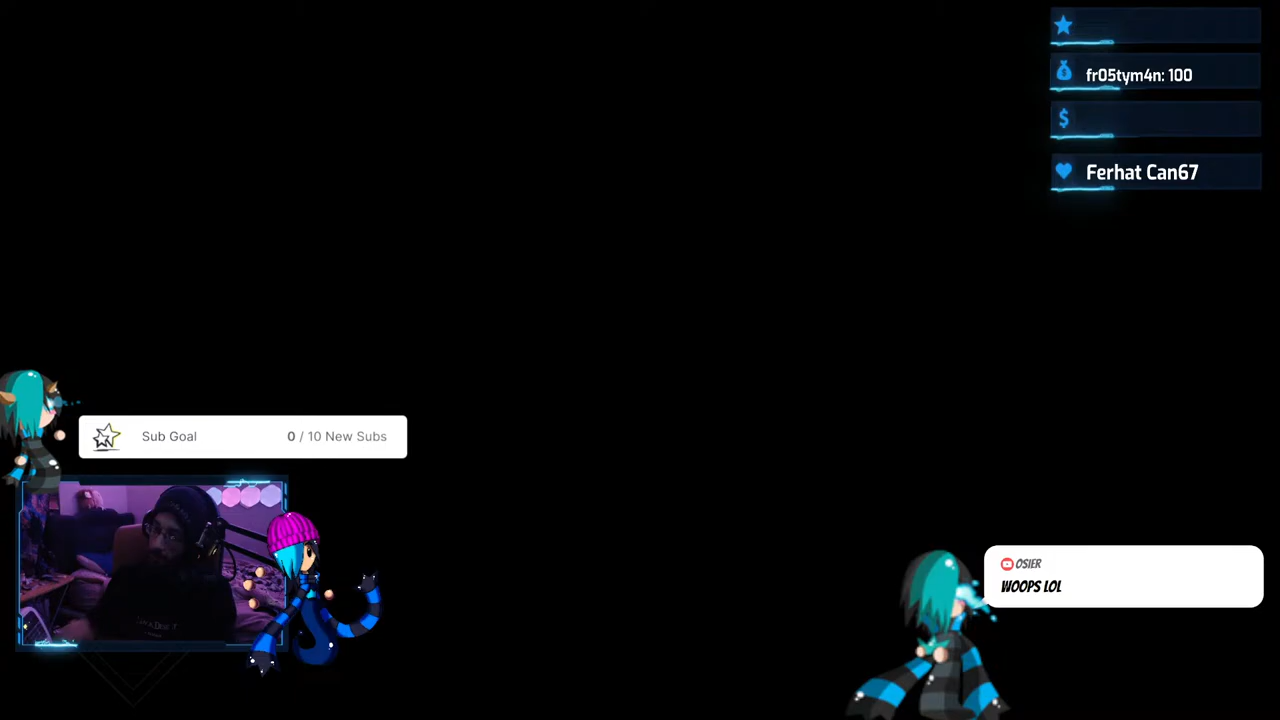 fr05tym4n: 100
Ferhat Can67
Sub Goal 0 / 10 New Subs
OSIER
WOOPS LOL